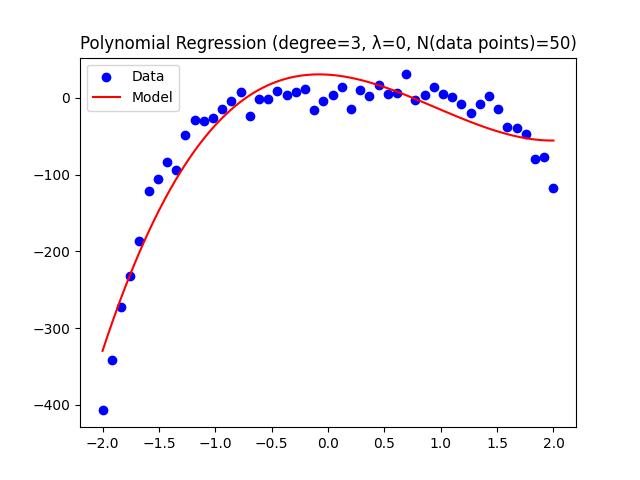 Polynomial Regression (degree=3, λ=0, N(data points)=50)
Data
Model
0
−100
−200
−300
−400
−2.0 −1.5 −1.0 −0.5 0.0 0.5 1.0 1.5 2.0